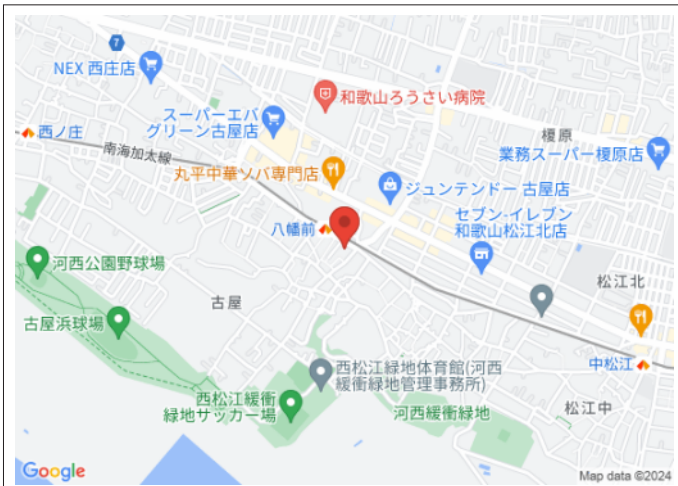 7
NEX 西庄店
和歌山ろうさい病院
スーパーエバ
グリーン古屋店
榎原
西ノ庄
南海加太線
業務スーパー榎原店
丸平中華ソバ専門店
ジュンテンドー 古屋店
八幡前
セブン-イレブン
和歌山松江北店
河西公園野球場
松江北
古屋
古屋浜球場
西松江緑地体育館(河西
緩衝緑地管理事務所)
中松江
西松江緩衝
緑地サッカー場
河西緩衝緑地
松江中
Google
Map data ©2024